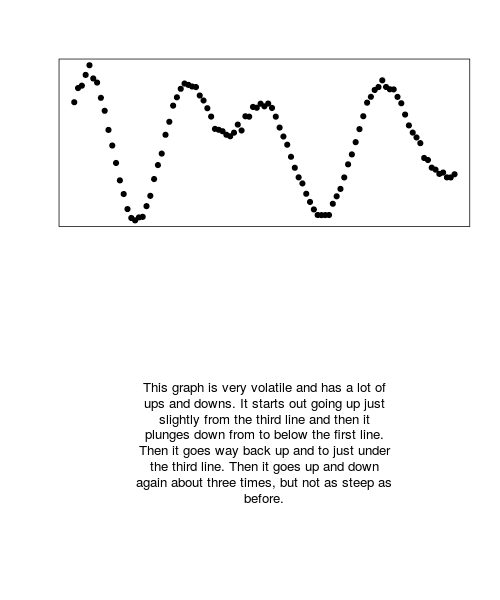 This graph is very volatile and has a lot of
ups and downs. It starts out going up just
slightly from the third line and then it
plunges down from to below the first line.
Then it goes way back up and to just under
the third line. Then it goes up and down
again about three times, but not as steep as
before.